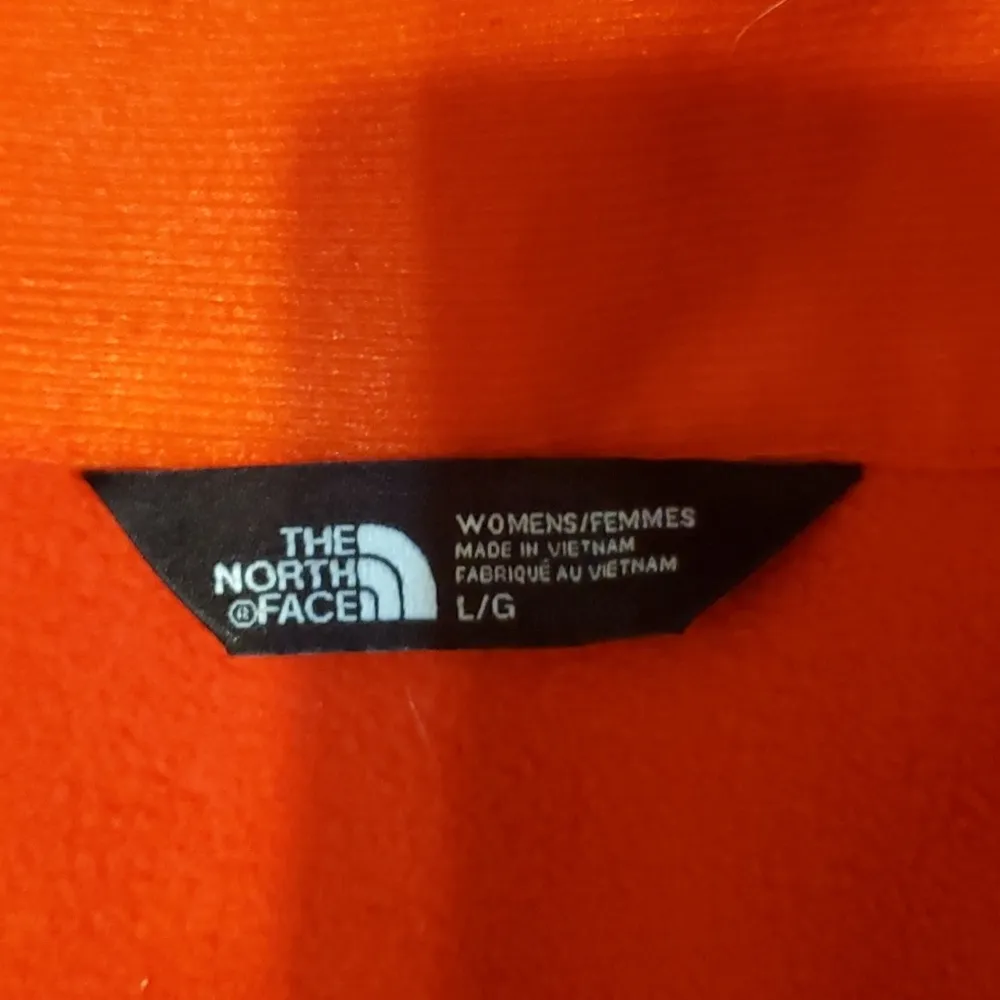 THE
NORTH
®FACE
WOMENS/FEMMES
MADE IN VIETNAM
FABRIQUÉ AU VIETNAM
L/G